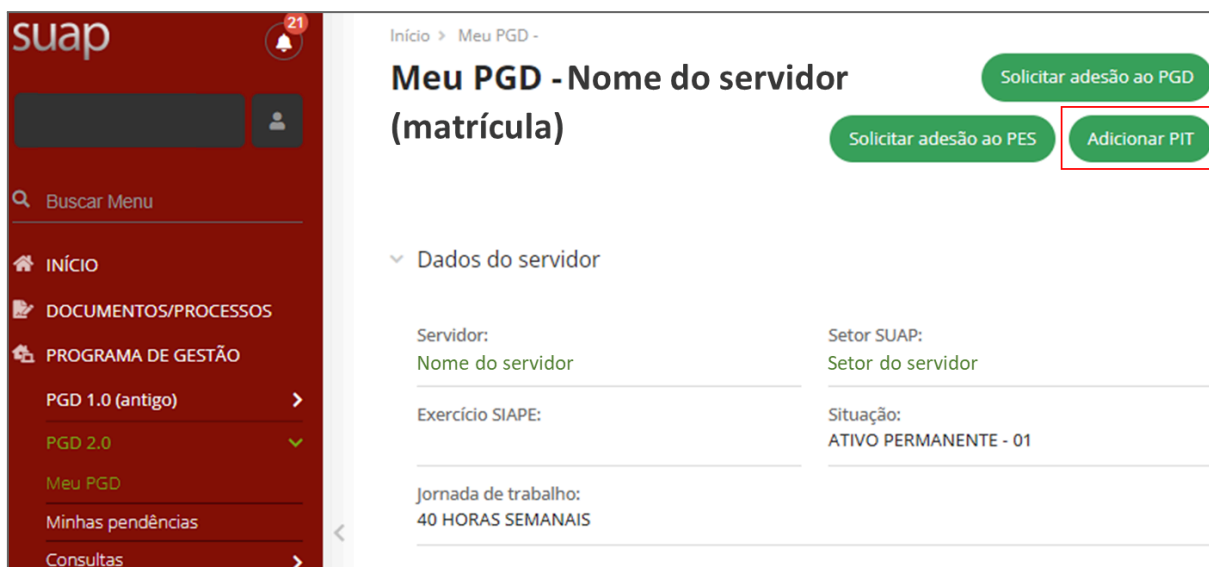 suap
21
Buscar Menu
INÍCIO
DOCUMENTOS/PROCESSOS
PROGRAMA DE GESTÃO
PGD 1.0 (antigo)
PGD 2.0
Meu PGD
Minhas pendências
Consultas
Início > Meu PGD -
Meu PGD - Nome do servidor
(matrícula)
Solicitar adesão ao PGD
Solicitar adesão ao PES
Adicionar PIT
Dados do servidor
Servidor:
Nome do servidor
Setor SUAP:
Setor do servidor
Exercício SIAPE:
Situação:
ATIVO PERMANENTE - 01
Jornada de trabalho:
40 HORAS SEMANAIS